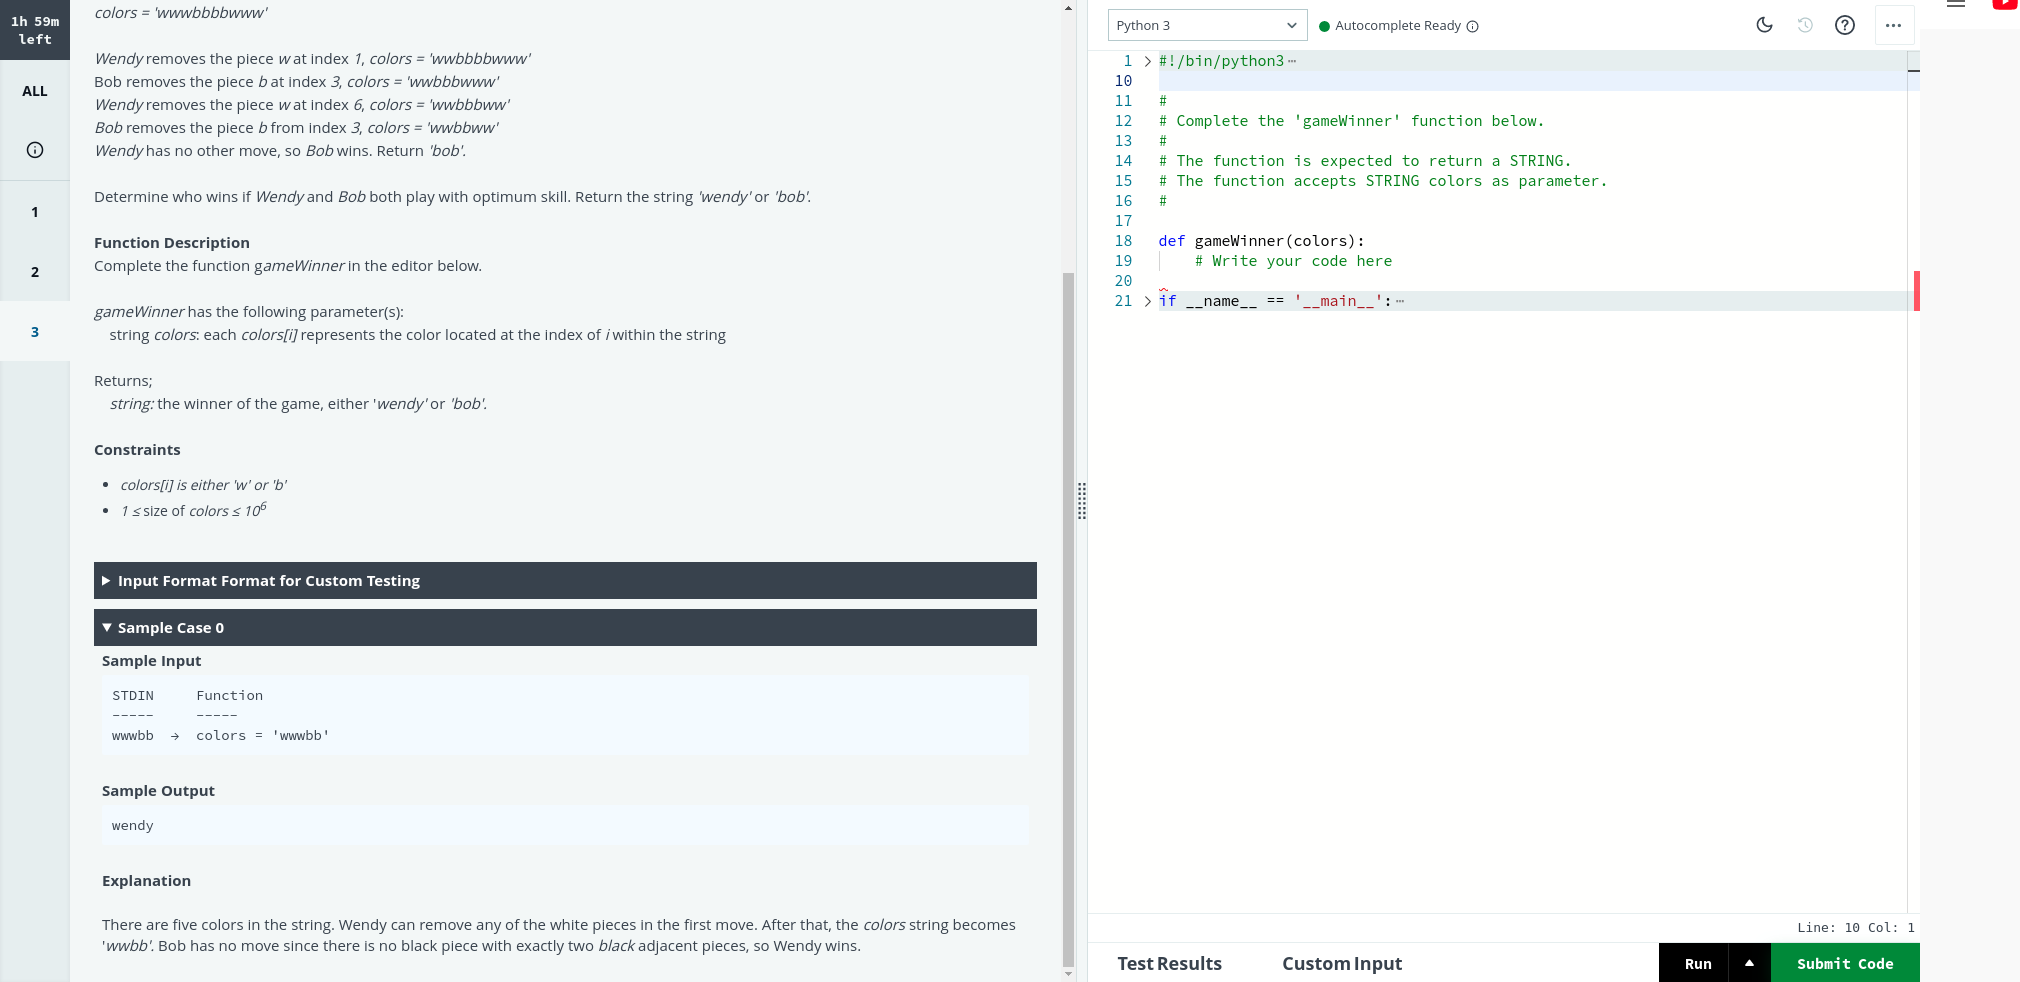 1h 59m
left
ALL
1
2
3
colors = 'wwwbbbbwww'
Wendy removes the piece w at index 1, colors = 'wwbbbbwww'
Bob removes the piece b at index 3, colors = 'wwbbbwww'
Wendy removes the piece w at index 6, colors = 'wwbbbww'
Bob removes the piece b from index 3, colors = 'wwbbww'
Wendy has no other move, so Bob wins. Return 'bob'.
Determine who wins if Wendy and Bob both play with optimum skill. Return the string 'wendy' or 'bob'.
Function Description
Complete the function gameWinner in the editor below.
gameWinner has the following parameter(s):
string colors: each colors[i] represents the color located at the index of i within the string
Returns;
string: the winner of the game, either 'wendy' or 'bob'.
Constraints
• colors[i] is either 'w' or 'b'
• 1 ≤ size of colors ≤ 10^6
Input Format Format for Custom Testing
Sample Case 0
Sample Input
STDIN     Function
-----     -----
wwwbb  →  colors = 'wwwbb'
Sample Output
wendy
Explanation
There are five colors in the string. Wendy can remove any of the white pieces in the first move. After that, the colors string becomes
'wwbb'. Bob has no move since there is no black piece with exactly two black adjacent pieces, so Wendy wins.
Python 3
Autocomplete Ready
1 #!/bin/python3
10
11 #
12 # Complete the 'gameWinner' function below.
13 #
14 # The function is expected to return a STRING.
15 # The function accepts STRING colors as parameter.
16 #
17
18 def gameWinner(colors):
19     # Write your code here
20
21 if __name__ == '__main__':
Line: 10 Col: 1
Test Results
Custom Input
Run
Submit Code